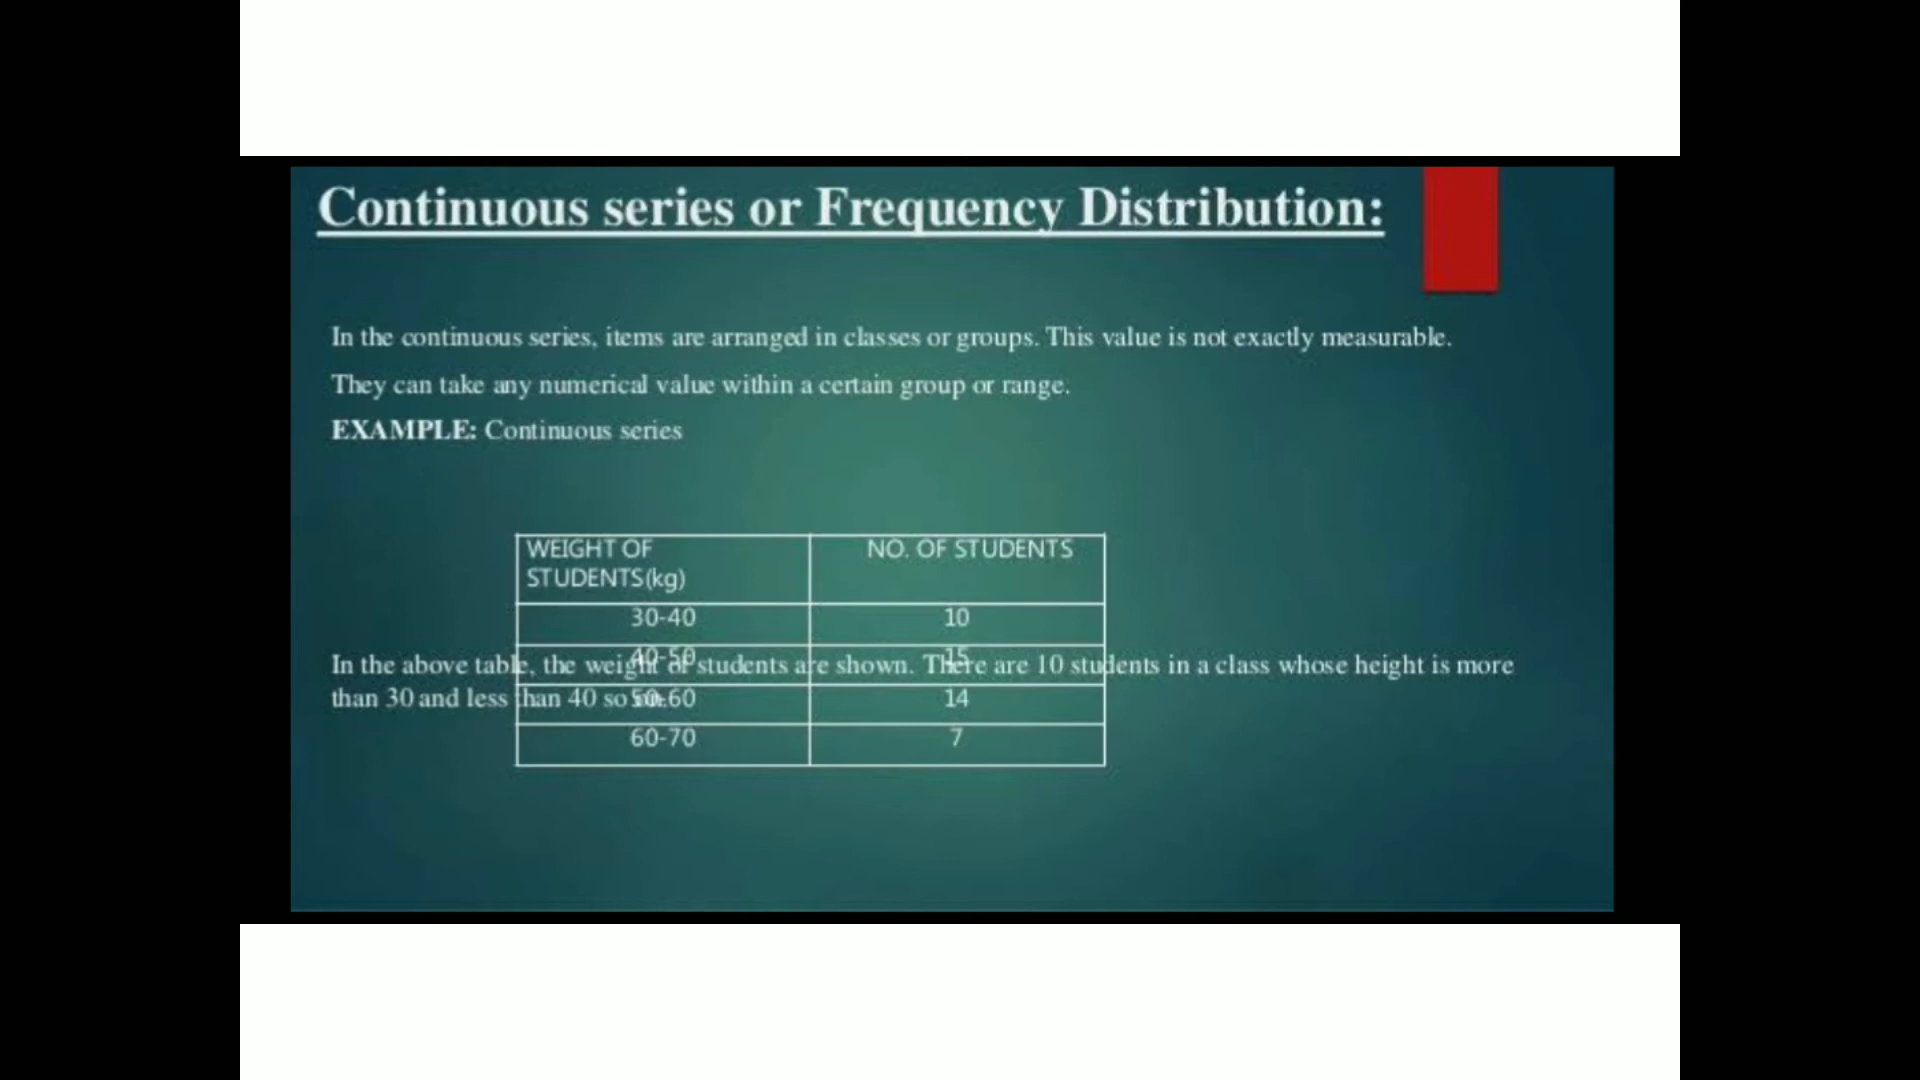 Continuous series or Frequency Distribution:
In the continuous series, items are arranged in classes or groups. This value is not exactly measurable.
They can take any numerical value within a certain group or range.
EXAMPLE: Continuous series
WEIGHT OF NO. OF STUDENTS
STUDENTS(kg)
30-40 10
40-50 15
In the above table, the weight of students are shown. There are 10 students in a class whose height is more
than 30 and less than 40 so on.
50-60 14
60-70 7